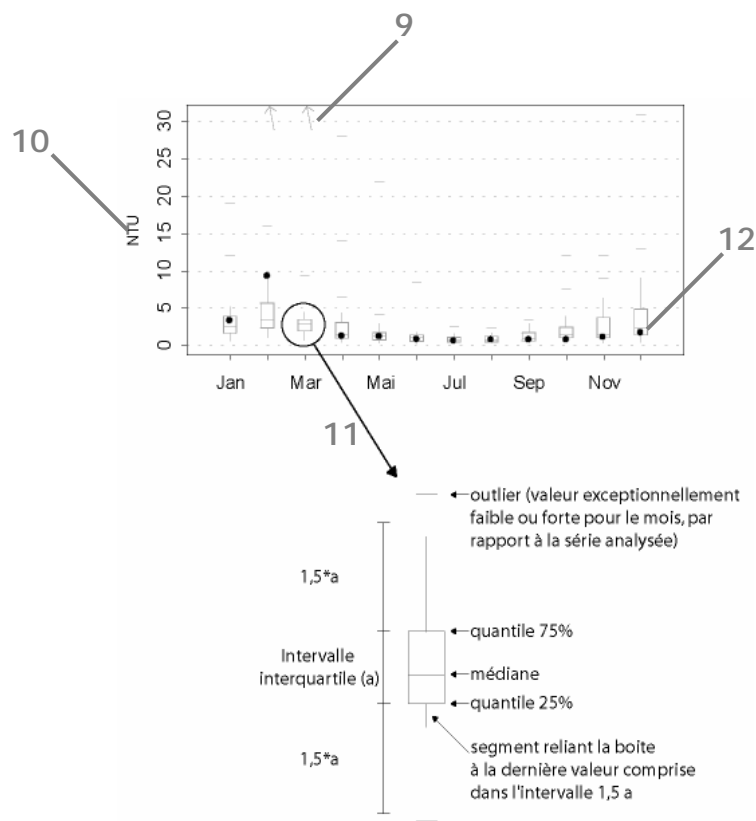 9
10
30
25
20
15
10
5
0
NTU
12
Jan
Mar
Mai
Jul
Sep
Nov
11
outlier (valeur exceptionnellement
faible ou forte pour le mois, par
rapport à la série analysée)
1,5*a
quantile 75%
Intervalle
interquartile (a)
médiane
quantile 25%
segment reliant la boite
à la dernière valeur comprise
dans l'intervalle 1,5 a
1,5*a